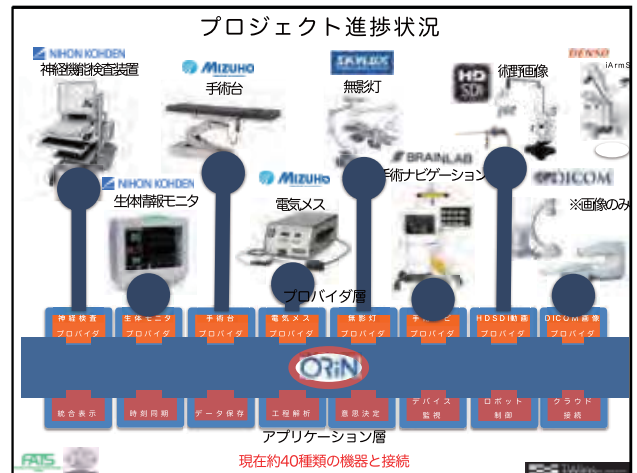 プロジェクト進捗状況
NIHON KOHDEN
神経機能検査装置
MIZUHO
手術台
SKYLUX
無影灯
HD
SDI
術野画像
DENSO
iArmS
NIHON KOHDEN
生体情報モニタ
MIZUHO
電気メス
BRAINLAB
手術ナビゲーション
DICOM
※画像のみ
プロバイダ層
神経検査
プロバイダ
生体モニタ
プロバイダ
手術台
プロバイダ
電気メス
プロバイダ
無影灯
プロバイダ
プロバイダ
HDSDI動画
プロバイダ
DICOM画像
プロバイダ
ORiN
統合表示
時刻同期
データ保存
工程解析
意思決定
デバイス
監視
ロボット
制御
クラウド
接続
アプリケーション層
FATS
現在約40種類の機器と接続